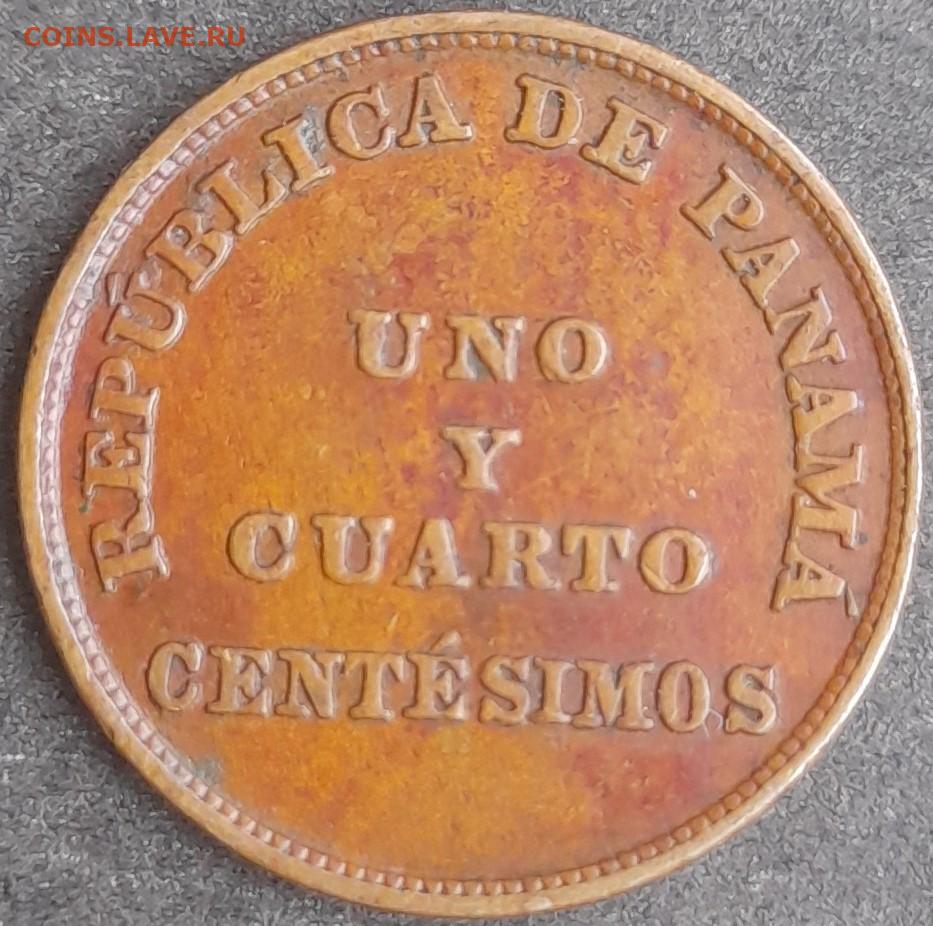 COINS.LAVE.RU
REPÚBLICA DE PANAMÁ
UNO
Y
CUARTO
CENTÉSIMOS